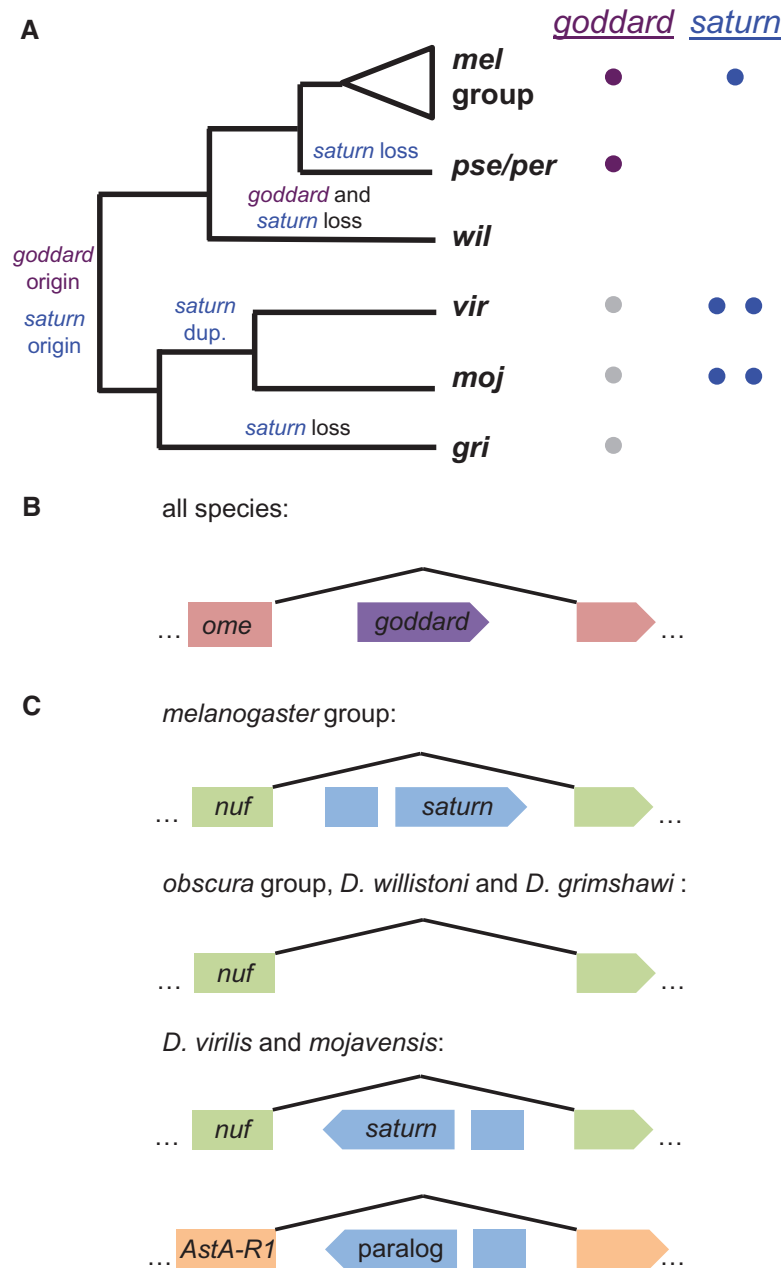 A
goddard saturn
mel
group
saturn loss
pse/per
goddard and
saturn loss
wil
goddard
origin
saturn
origin
saturn
dup.
vir
moj
saturn loss
gri
B
all species:
... ome goddard ...
C
melanogaster group:
... nuf saturn ...
obscura group, D. willistoni and D. grimshawi :
... nuf ...
D. virilis and mojavensis:
... nuf saturn ...
... AstA-R1 paralog ...